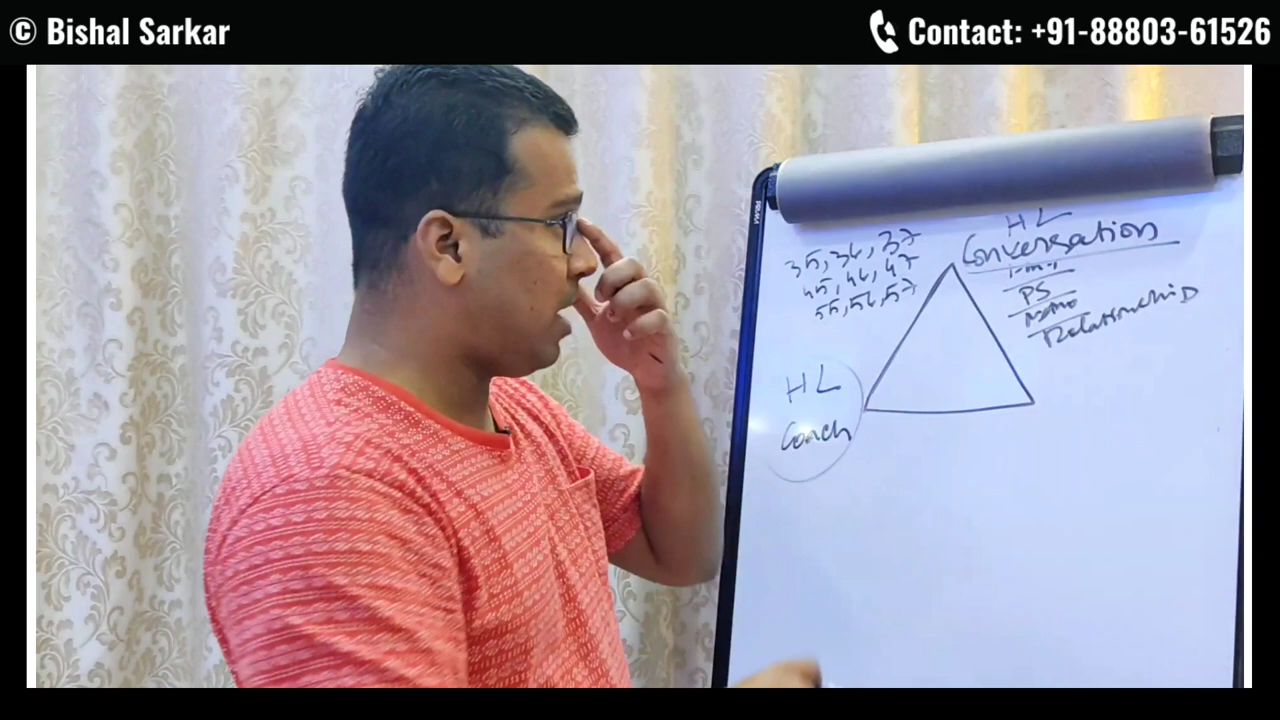 © Bishal Sarkar
Contact: +91-88803-61526
35, 36, 37
45, 46, 47
55, 56, 57
HL
Conversation
PS
Relationship
HL
Coach